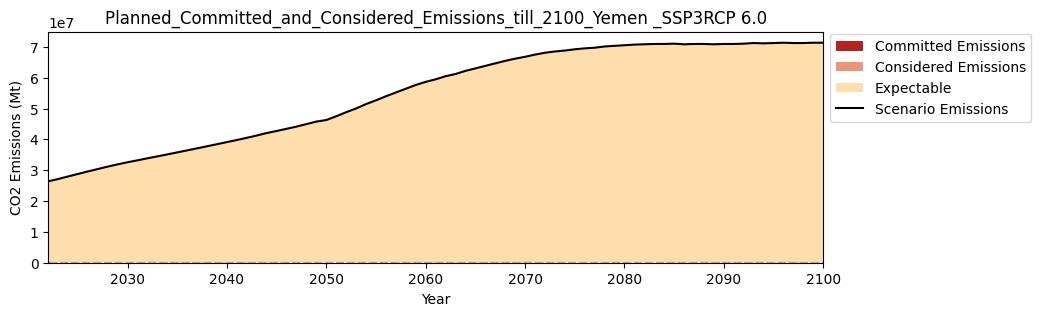 Planned_Committed_and_Considered_Emissions_till_2100_Yemen _SSP3RCP 6.0
1e7
7
6
5
4
3
2
1
0
CO2 Emissions (Mt)
2030 2040 2050 2060 2070 2080 2090 2100
Year
Committed Emissions
Considered Emissions
Expectable
Scenario Emissions